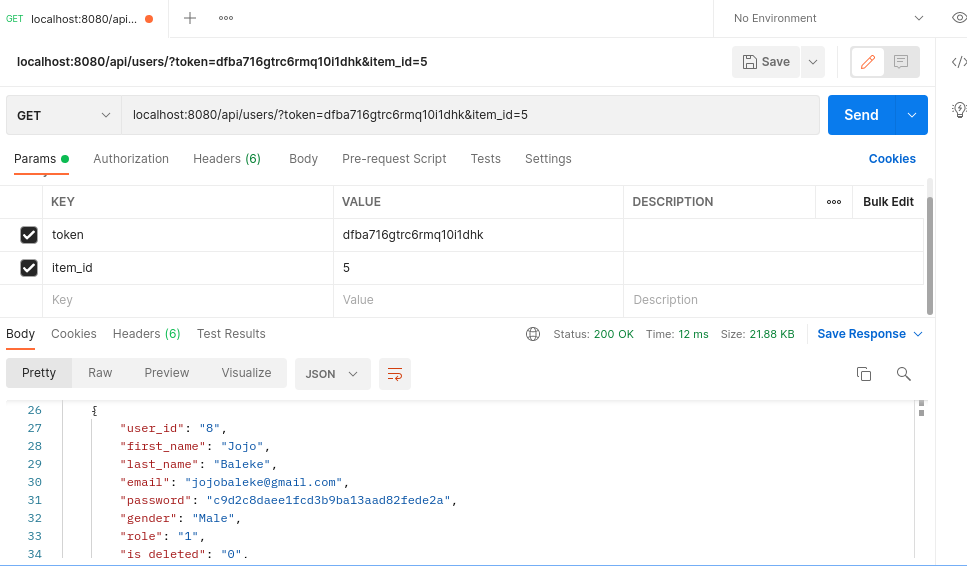 GET localhost:8080/api... No Environment
localhost:8080/api/users/?token=dfba716gtrc6rmq10i1dhk&item_id=5 Save
GET localhost:8080/api/users/?token=dfba716gtrc6rmq10i1dhk&item_id=5 Send
Params Authorization Headers (6) Body Pre-request Script Tests Settings Cookies
KEY VALUE DESCRIPTION Bulk Edit
token dfba716gtrc6rmq10i1dhk
item_id 5
Key Value Description
Body Cookies Headers (6) Test Results Status: 200 OK Time: 12 ms Size: 21.88 KB Save Response
Pretty Raw Preview Visualize JSON
26 {
27 "user_id": "8",
28 "first_name": "Jojo",
29 "last_name": "Baleke",
30 "email": "jojobaleke@gmail.com",
31 "password": "c9d2c8daee1fcd3b9ba13aad82fede2a",
32 "gender": "Male",
33 "role": "1",
34 "is_deleted": "0",